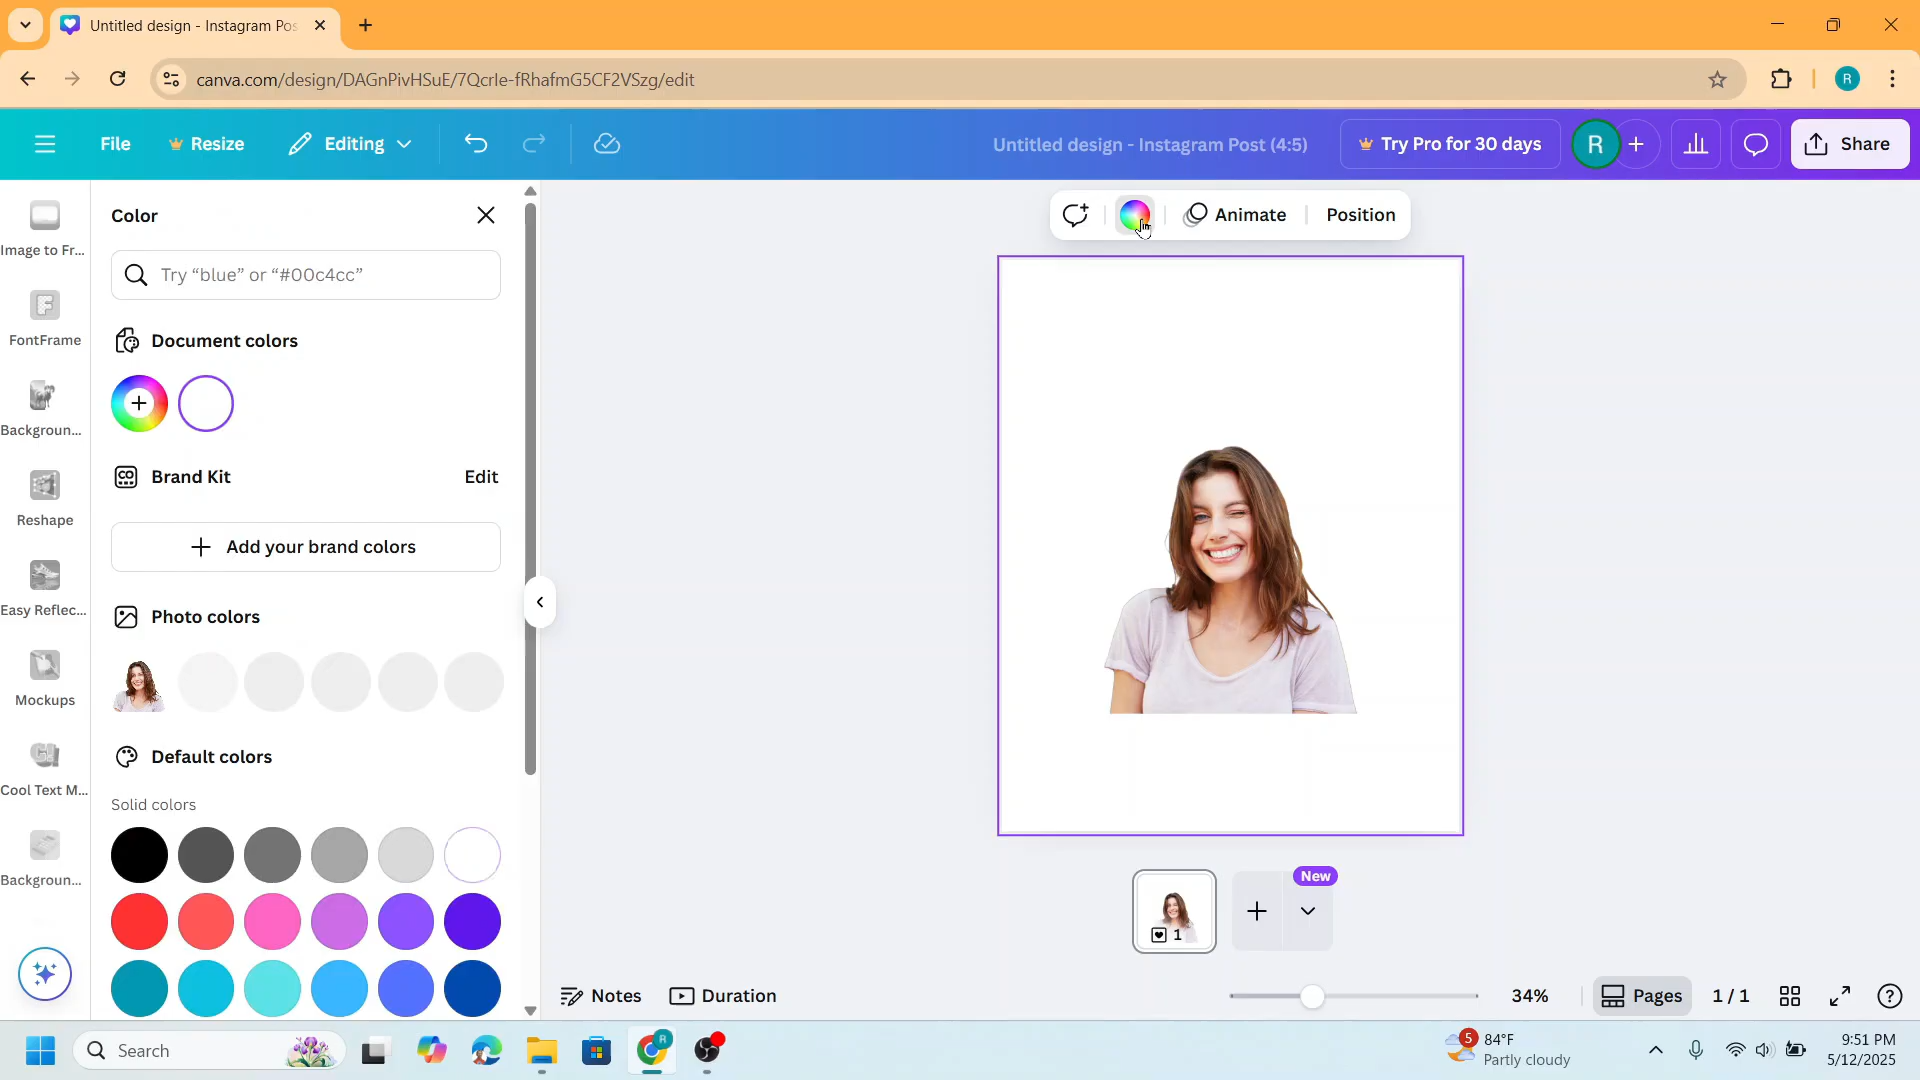 Untitled design - Instagram Pos
canva.com/design/DAGnPivHSuE/7Qcrle-fRhafmG5CF2VSzg/edit
R
File
Resize
Editing
Untitled design - Instagram Post (4:5)
Try Pro for 30 days
R
Share
Image to Fr...
FontFrame
Backgroun...
Reshape
Easy Reflec...
Mockups
Cool Text M...
Backgroun...
Color
Try “blue” or “#00c4cc”
Document colors
Brand Kit
Edit
Add your brand colors
Photo colors
Default colors
Solid colors
Animate
Position
1
New
Notes
Duration
34%
Pages
1 / 1
Search
R
5
84°F
Partly cloudy
9:51 PM
5/12/2025